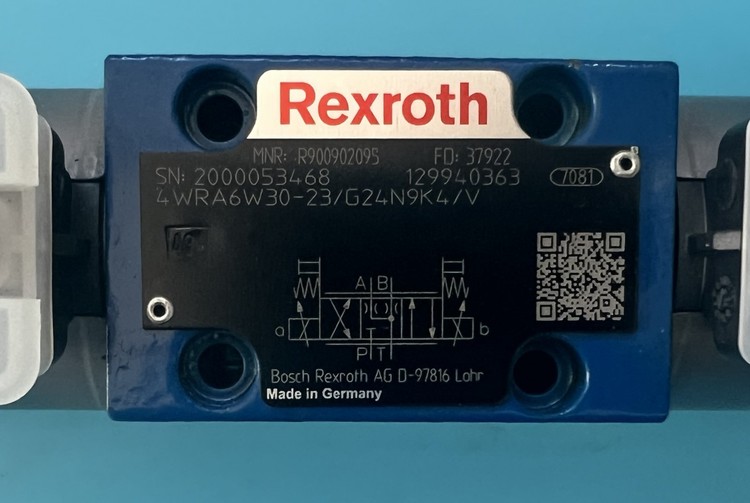 Rexroth
MNR: R900902095 FD: 37922
SN: 2000053468 129940363 7081
4WRA6W30-23/G24N9K4/V
A B
a b
P T
Bosch Rexroth AG D-97816 Lohr
Made in Germany